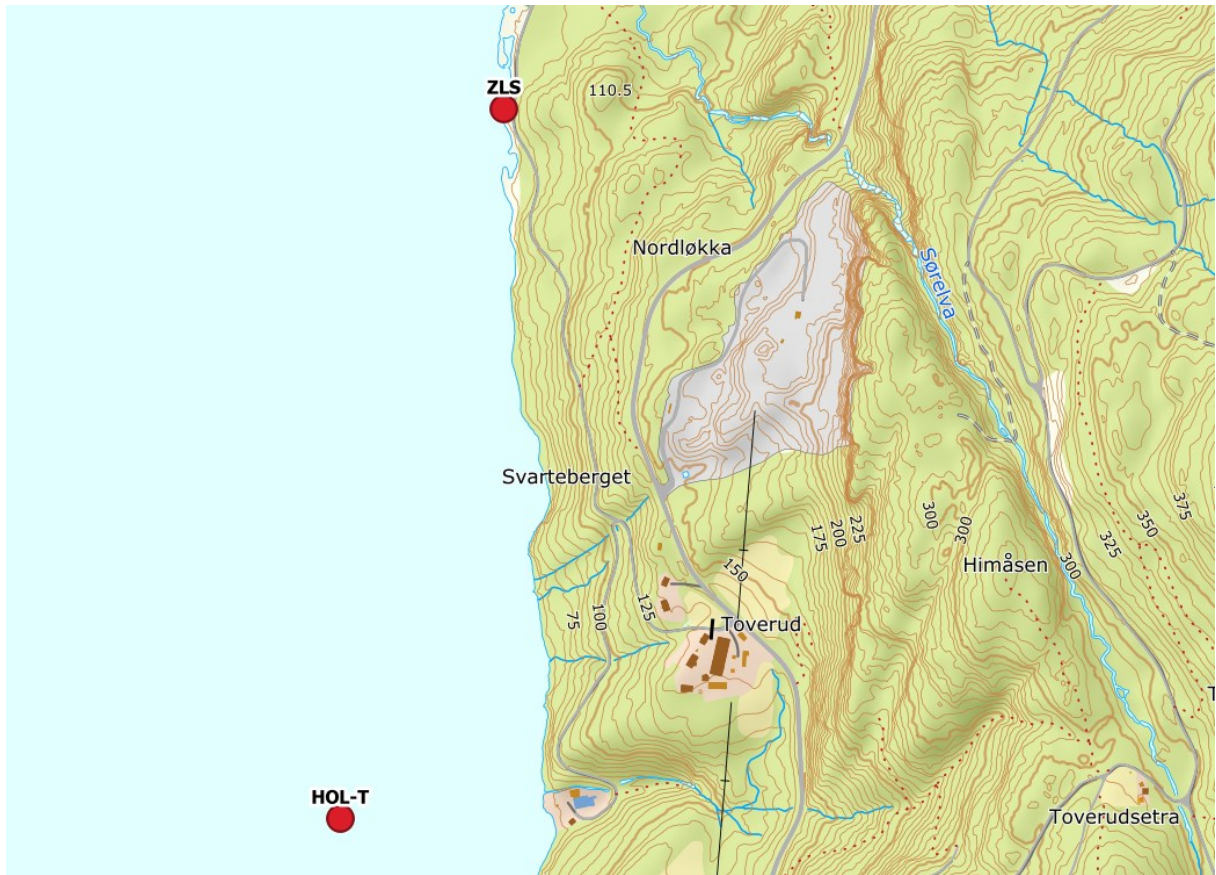 ZLS
110.5
Nordløkka
Sørelva
Svarteberget
375
350
325
300
300
300
225
200
175
Himåsen
150
125
100
75
Toverud
T
HOL-T
Toverudsetra